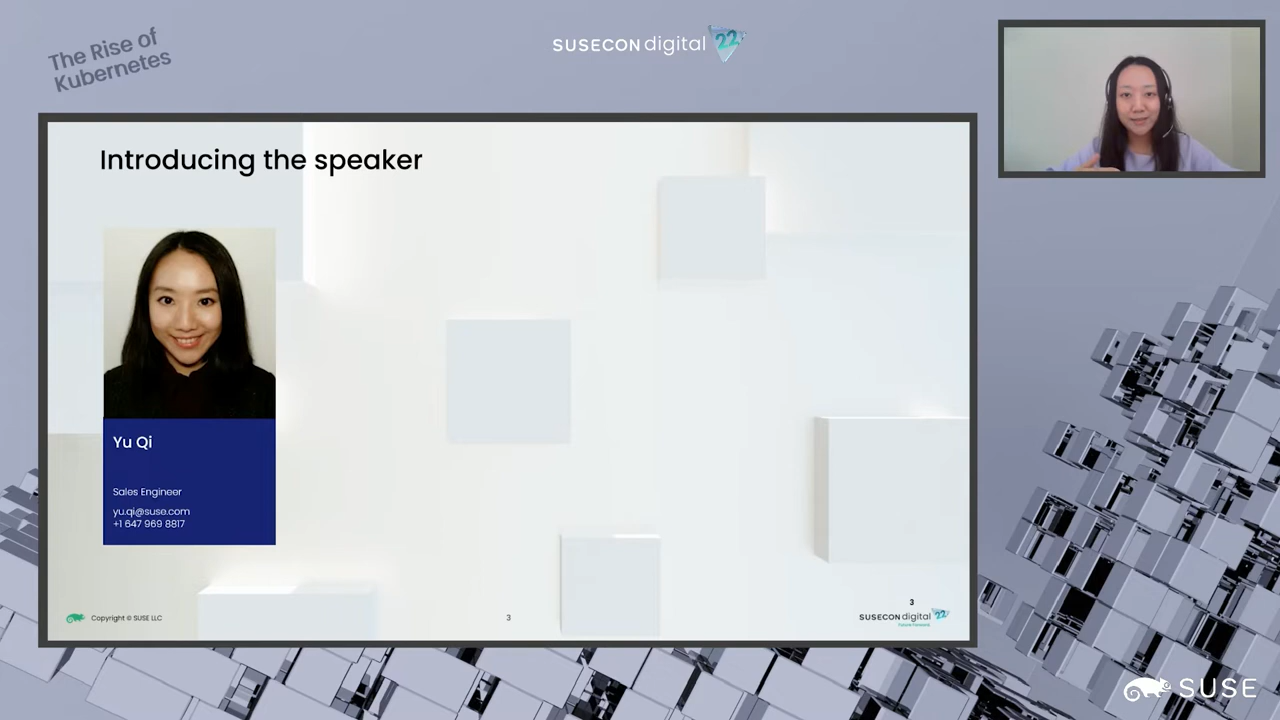 The Rise of
Kubernetes
SUSECON digital 22
Introducing the speaker
Yu Qi
Sales Engineer
yu.qi@suse.com
+1 647 969 8817
Copyright © SUSE LLC
3
3
SUSECON digital 22
SUSE